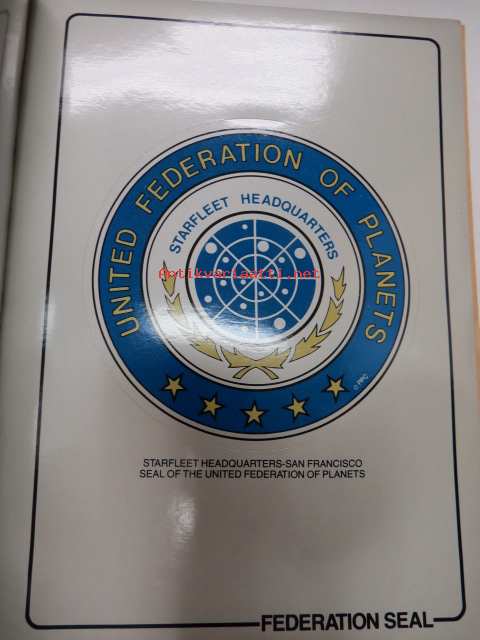 UNITED FEDERATION OF PLANETS
STARFLEET HEADQUARTERS
Antikvariaatti.net
© PPC
STARFLEET HEADQUARTERS-SAN FRANCISCO
SEAL OF THE UNITED FEDERATION OF PLANETS
FEDERATION SEAL